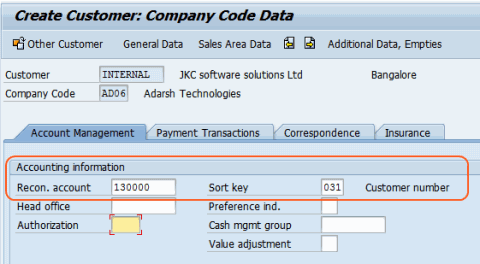 Create Customer: Company Code Data
Other Customer General Data Sales Area Data Additional Data, Empties
Customer INTERNAL JKC software solutions Ltd Bangalore
Company Code AD06 Adarsh Technologies
Account Management Payment Transactions Correspondence Insurance
Accounting information
Recon. account 130000 Sort key 031 Customer number
Head office Preference ind.
Authorization Cash mgmt group
Value adjustment